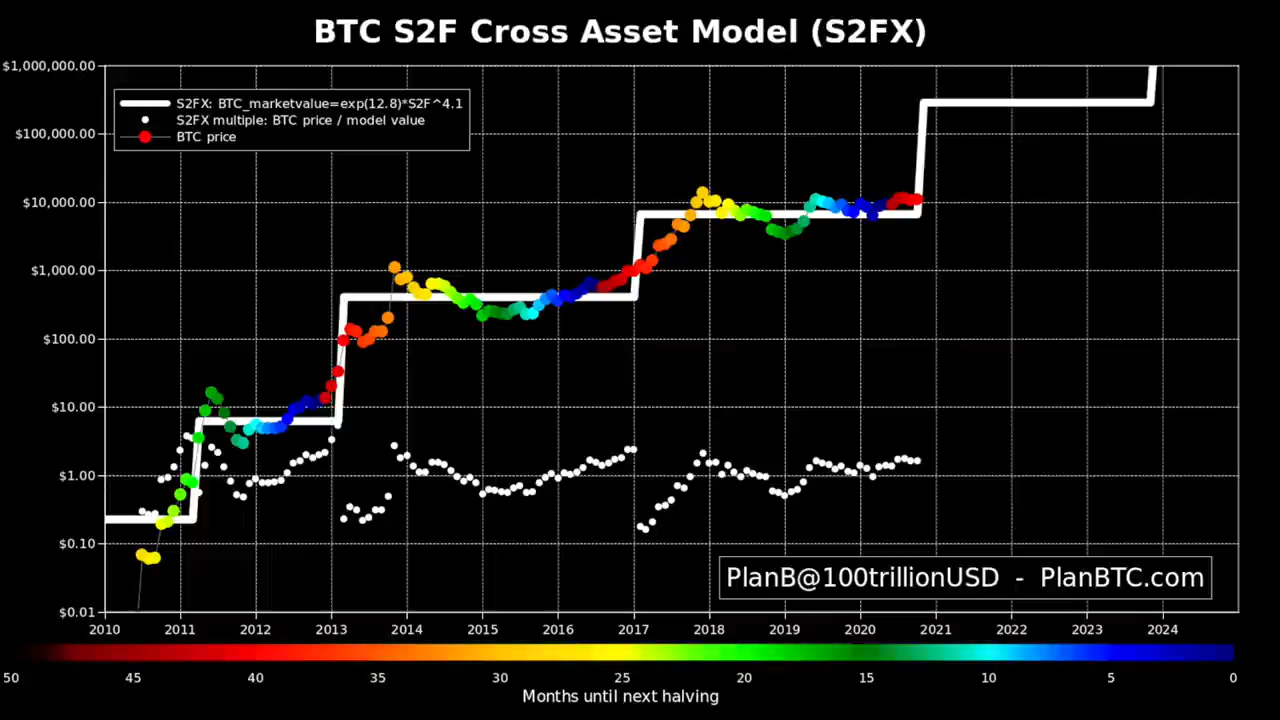 BTC S2F Cross Asset Model (S2FX)
$1,000,000.00
S2FX: BTC_marketvalue=exp(12.8)*S2F^4.1
S2FX multiple: BTC price / model value
BTC price
$100,000.00
$10,000.00
$1,000.00
$100.00
$10.00
$1.00
$0.10
PlanB@100trillionUSD - PlanBTC.com
$0.01
2010 2011 2012 2013 2014 2015 2016 2017 2018 2019 2020 2021 2022 2023 2024
50 45 40 35 30 25 20 15 10 5 0
Months until next halving